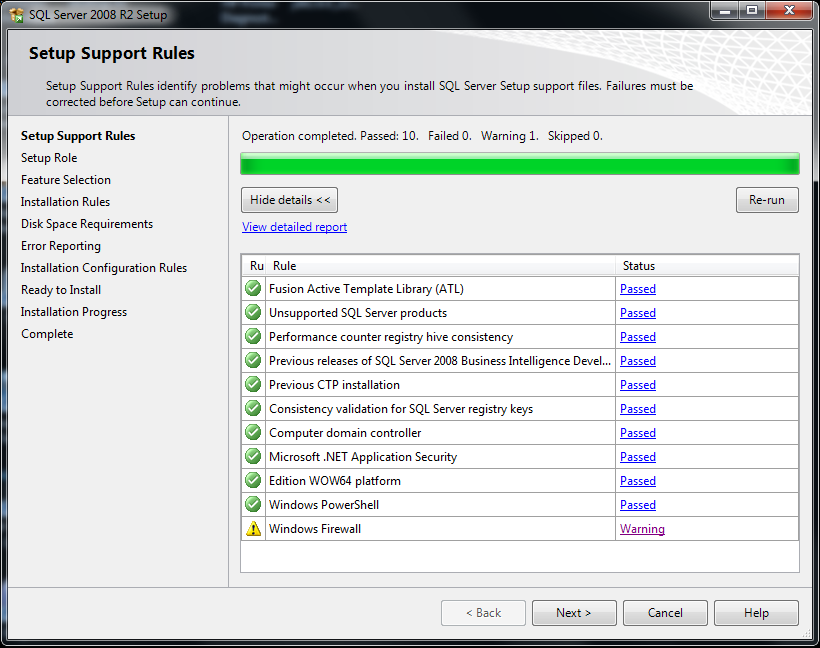 SQL Server 2008 R2 Setup
Setup Support Rules
Setup Support Rules identify problems that might occur when you install SQL Server Setup support files. Failures must be
corrected before Setup can continue.
Setup Support Rules
Setup Role
Feature Selection
Installation Rules
Disk Space Requirements
Error Reporting
Installation Configuration Rules
Ready to Install
Installation Progress
Complete
Operation completed. Passed: 10. Failed 0. Warning 1. Skipped 0.
Hide details << Re-run
View detailed report
Ru Rule Status
Fusion Active Template Library (ATL) Passed
Unsupported SQL Server products Passed
Performance counter registry hive consistency Passed
Previous releases of SQL Server 2008 Business Intelligence Devel... Passed
Previous CTP installation Passed
Consistency validation for SQL Server registry keys Passed
Computer domain controller Passed
Microsoft .NET Application Security Passed
Edition WOW64 platform Passed
Windows PowerShell Passed
Windows Firewall Warning
< Back Next > Cancel Help